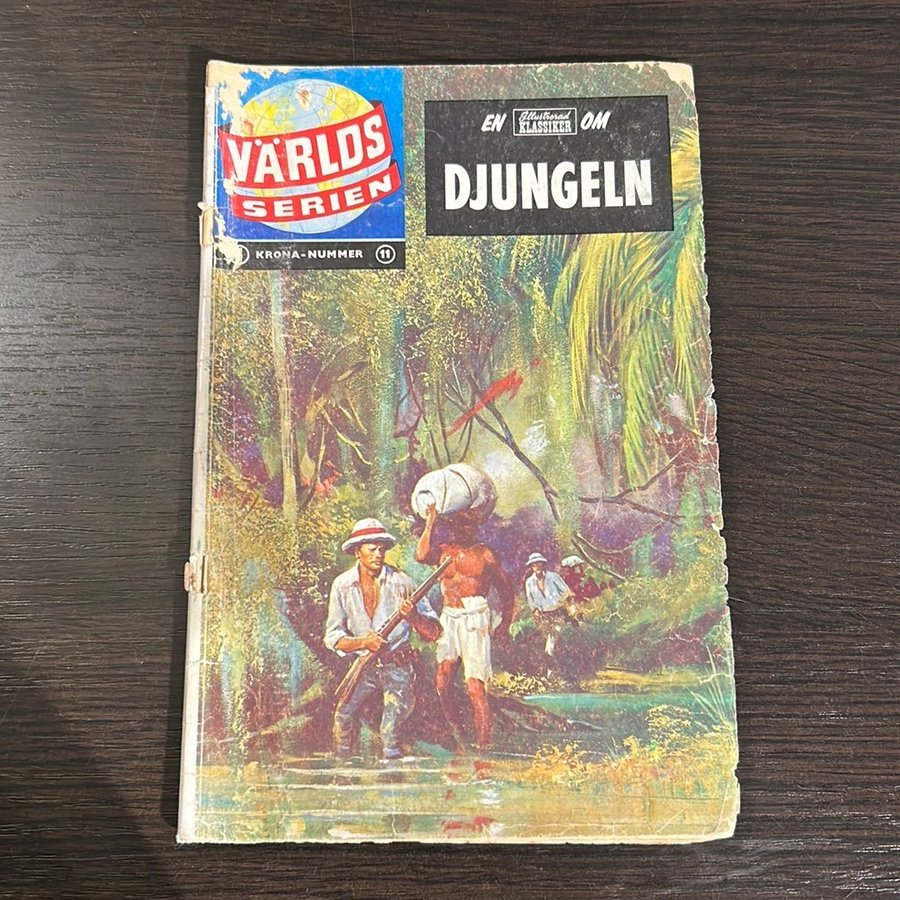 VÄRLDS
SERIEN
KRONA-NUMMER 11
EN Illustrerad KLASSIKER OM
DJUNGELN